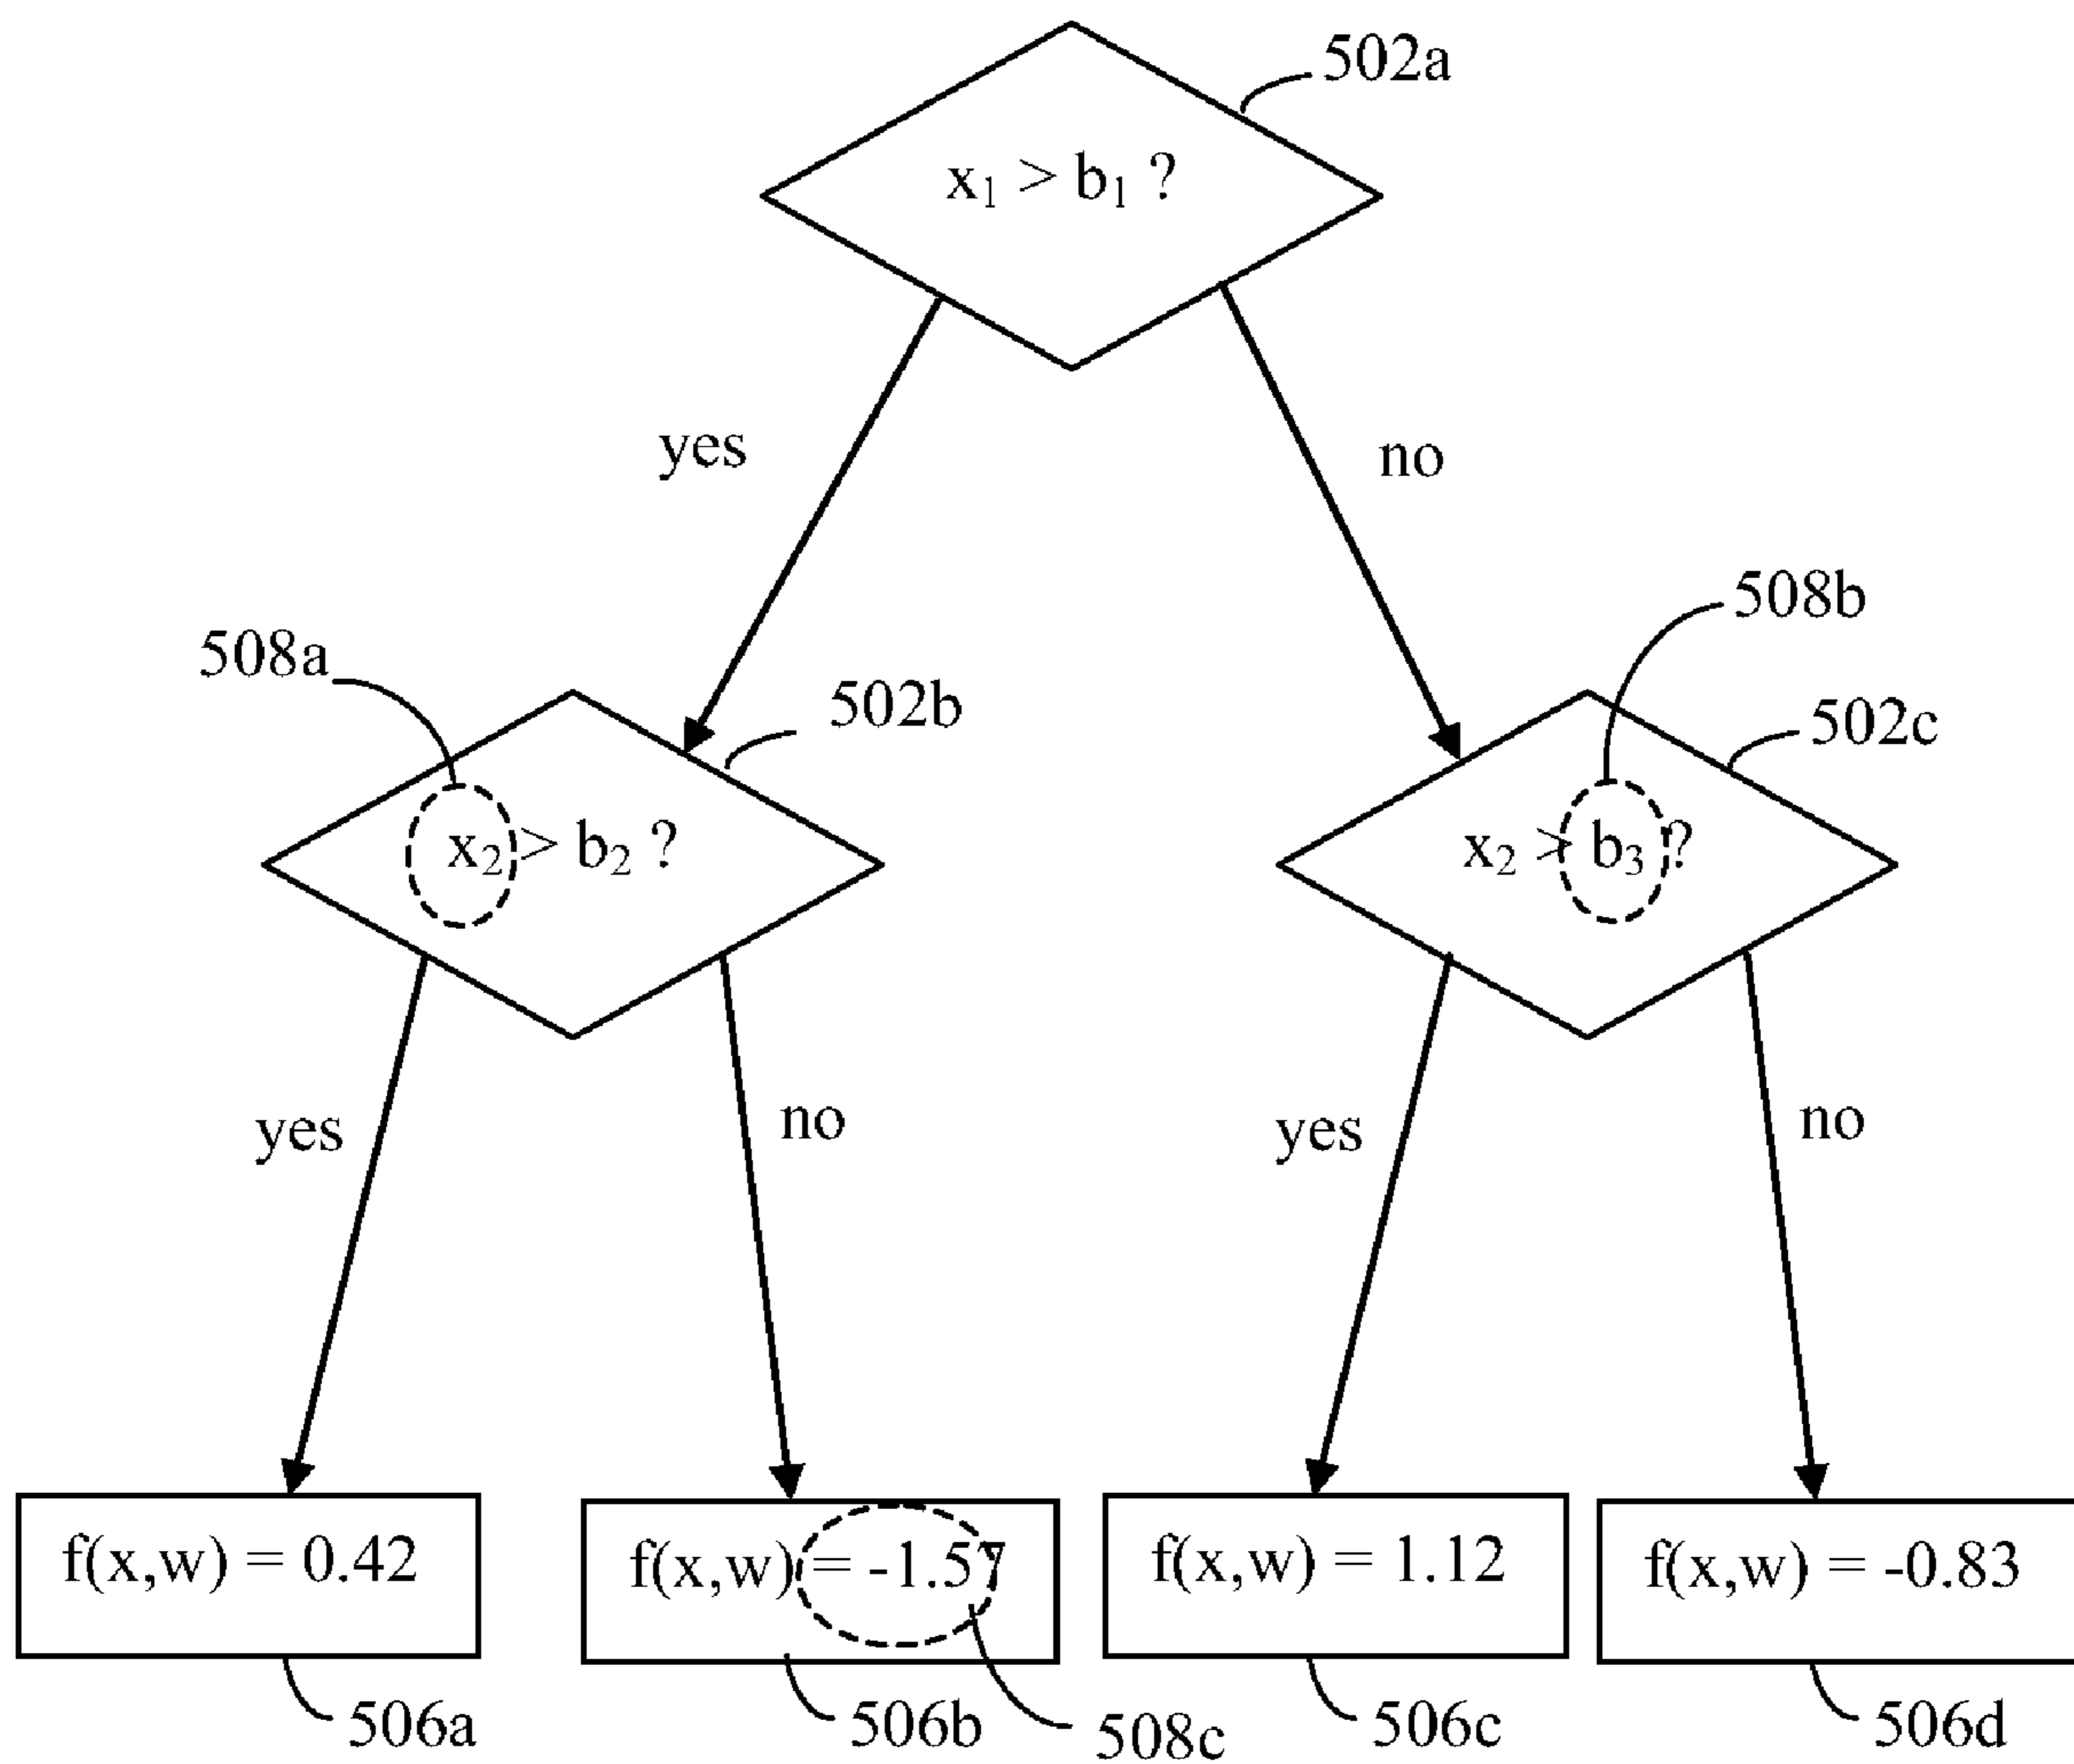 502a
x₁ > b₁ ?
yes
no
508b
508a
502b
502c
x₂ > b₂ ?
x₂ > b₃ ?
yes
no
yes
no
f(x,w) = 0.42
f(x,w) = -1.57
f(x,w) = 1.12
f(x,w) = -0.83
506a
506b
508c
506c
506d